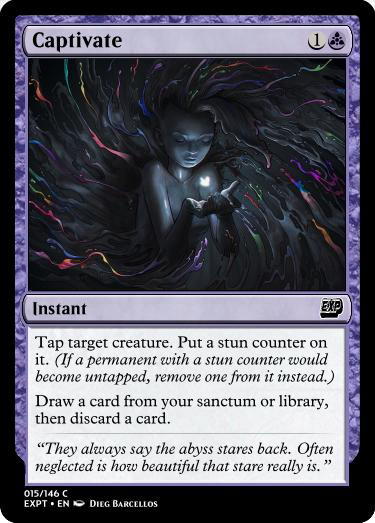 Captivate 1
Instant EXP
Tap target creature. Put a stun counter on
it. (If a permanent with a stun counter would
become untapped, remove one from it instead.)
Draw a card from your sanctum or library,
then discard a card.
“They always say the abyss stares back. Often
neglected is how beautiful that stare really is.”
015/146 C
EXPT • EN Dieg Barcellos